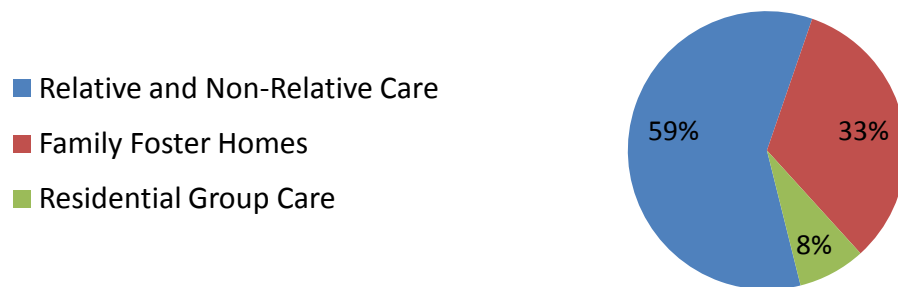 Relative and Non-Relative Care
Family Foster Homes
Residential Group Care
59%
33%
8%